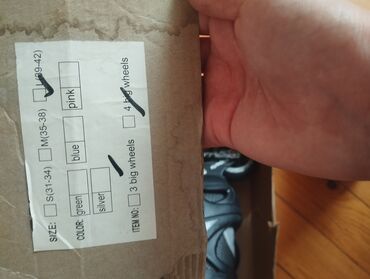 SIZE: S(31-34) M(35-38) L(39-42)
COLOR: green blue pink
silver
ITEM NO: 3 big wheels 4 big wheels